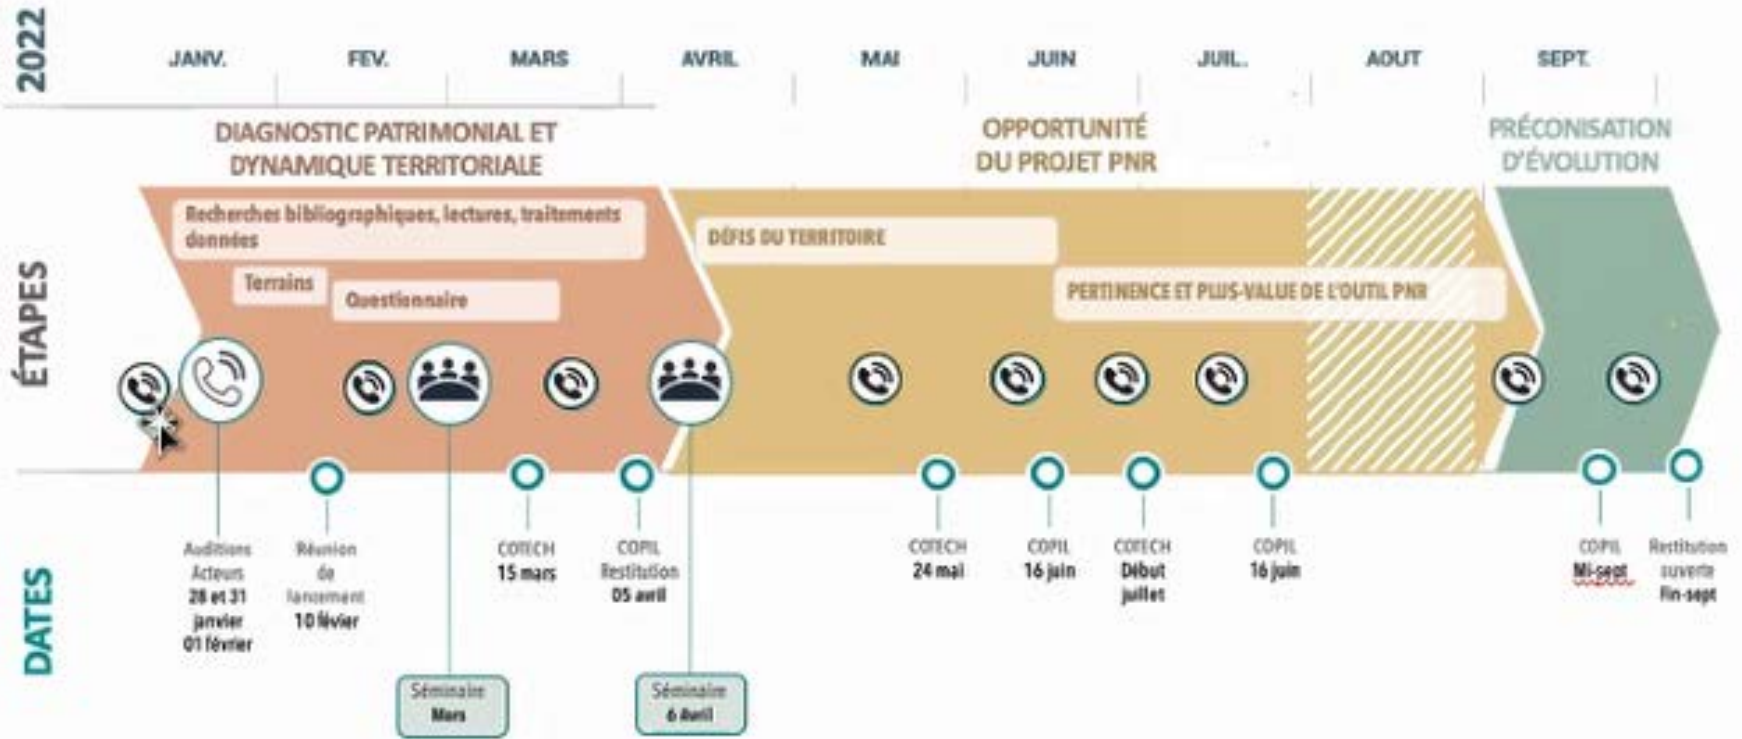 2022
JANV.
FEV.
MARS
AVRIL
MAI
JUIN
JUIL.
AOUT
SEPT.
DIAGNOSTIC PATRIMONIAL ET
DYNAMIQUE TERRITORIALE
OPPORTUNITÉ
DU PROJET PNR
PRÉCONISATION
D'ÉVOLUTION
ÉTAPES
Recherches bibliographiques, lectures, traitements
données
Terrains
Questionnaire
DÉFIS DU TERRITOIRE
PERTINENCE ET PLUS-VALUE DE L'OUTIL PNR
DATES
Auditions
Acteurs
28 et 31
janvier
01 février
Réunion
de
lancement
10 févier
COTECH
15 mars
COPIL
Restitution
05 avril
COTECH
24 mai
COPIL
16 juin
COTECH
Début
juillet
COPIL
16 juin
COPIL
Mi-sept
Restitution
ouverte
Fin-sept
Séminaire
Mars
Séminaire
6 Avril